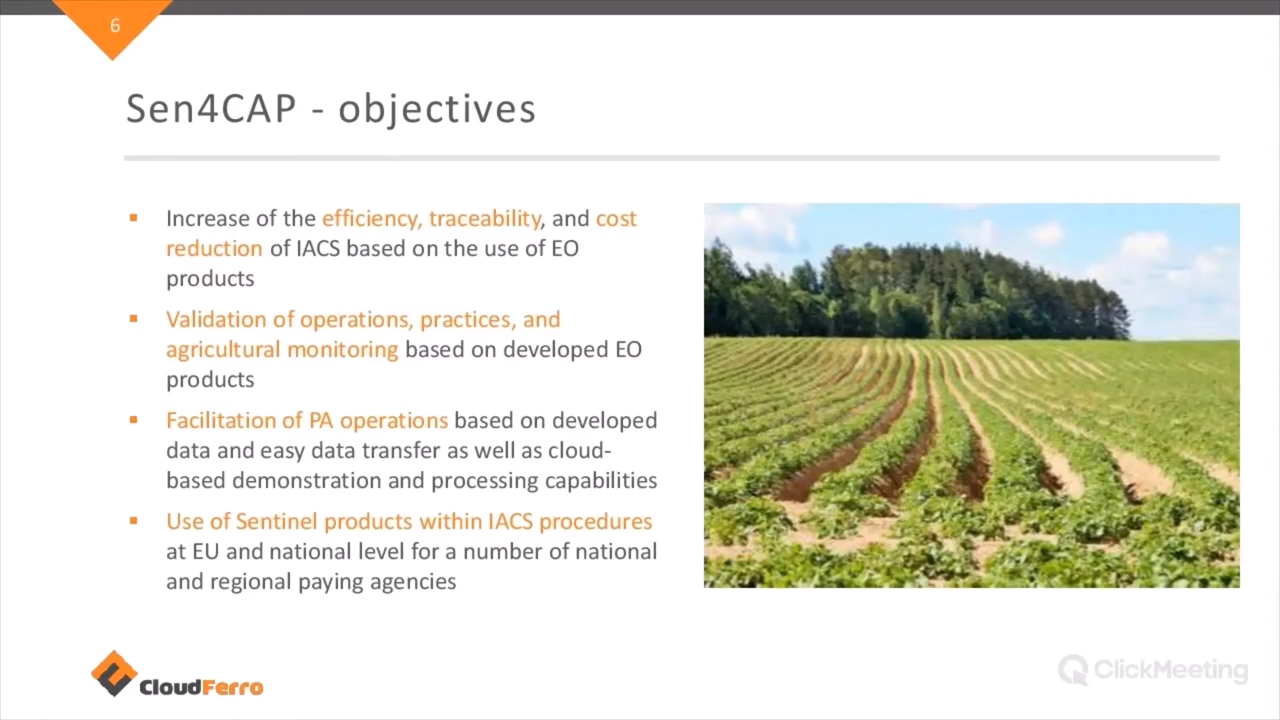 6
Sen4CAP - objectives
Increase of the efficiency, traceability, and cost
reduction of IACS based on the use of EO
products
Validation of operations, practices, and
agricultural monitoring based on developed EO
products
Facilitation of PA operations based on developed
data and easy data transfer as well as cloud-
based demonstration and processing capabilities
Use of Sentinel products within IACS procedures
at EU and national level for a number of national
and regional paying agencies
CloudFerro
ClickMeeting